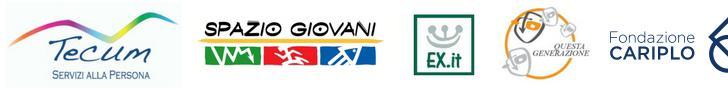 Tecum
SERVIZI ALLA PERSONA
SPAZIO GIOVANI
EX.it
QUESTA
GENERAZIONE
Fondazione
CARIPLO